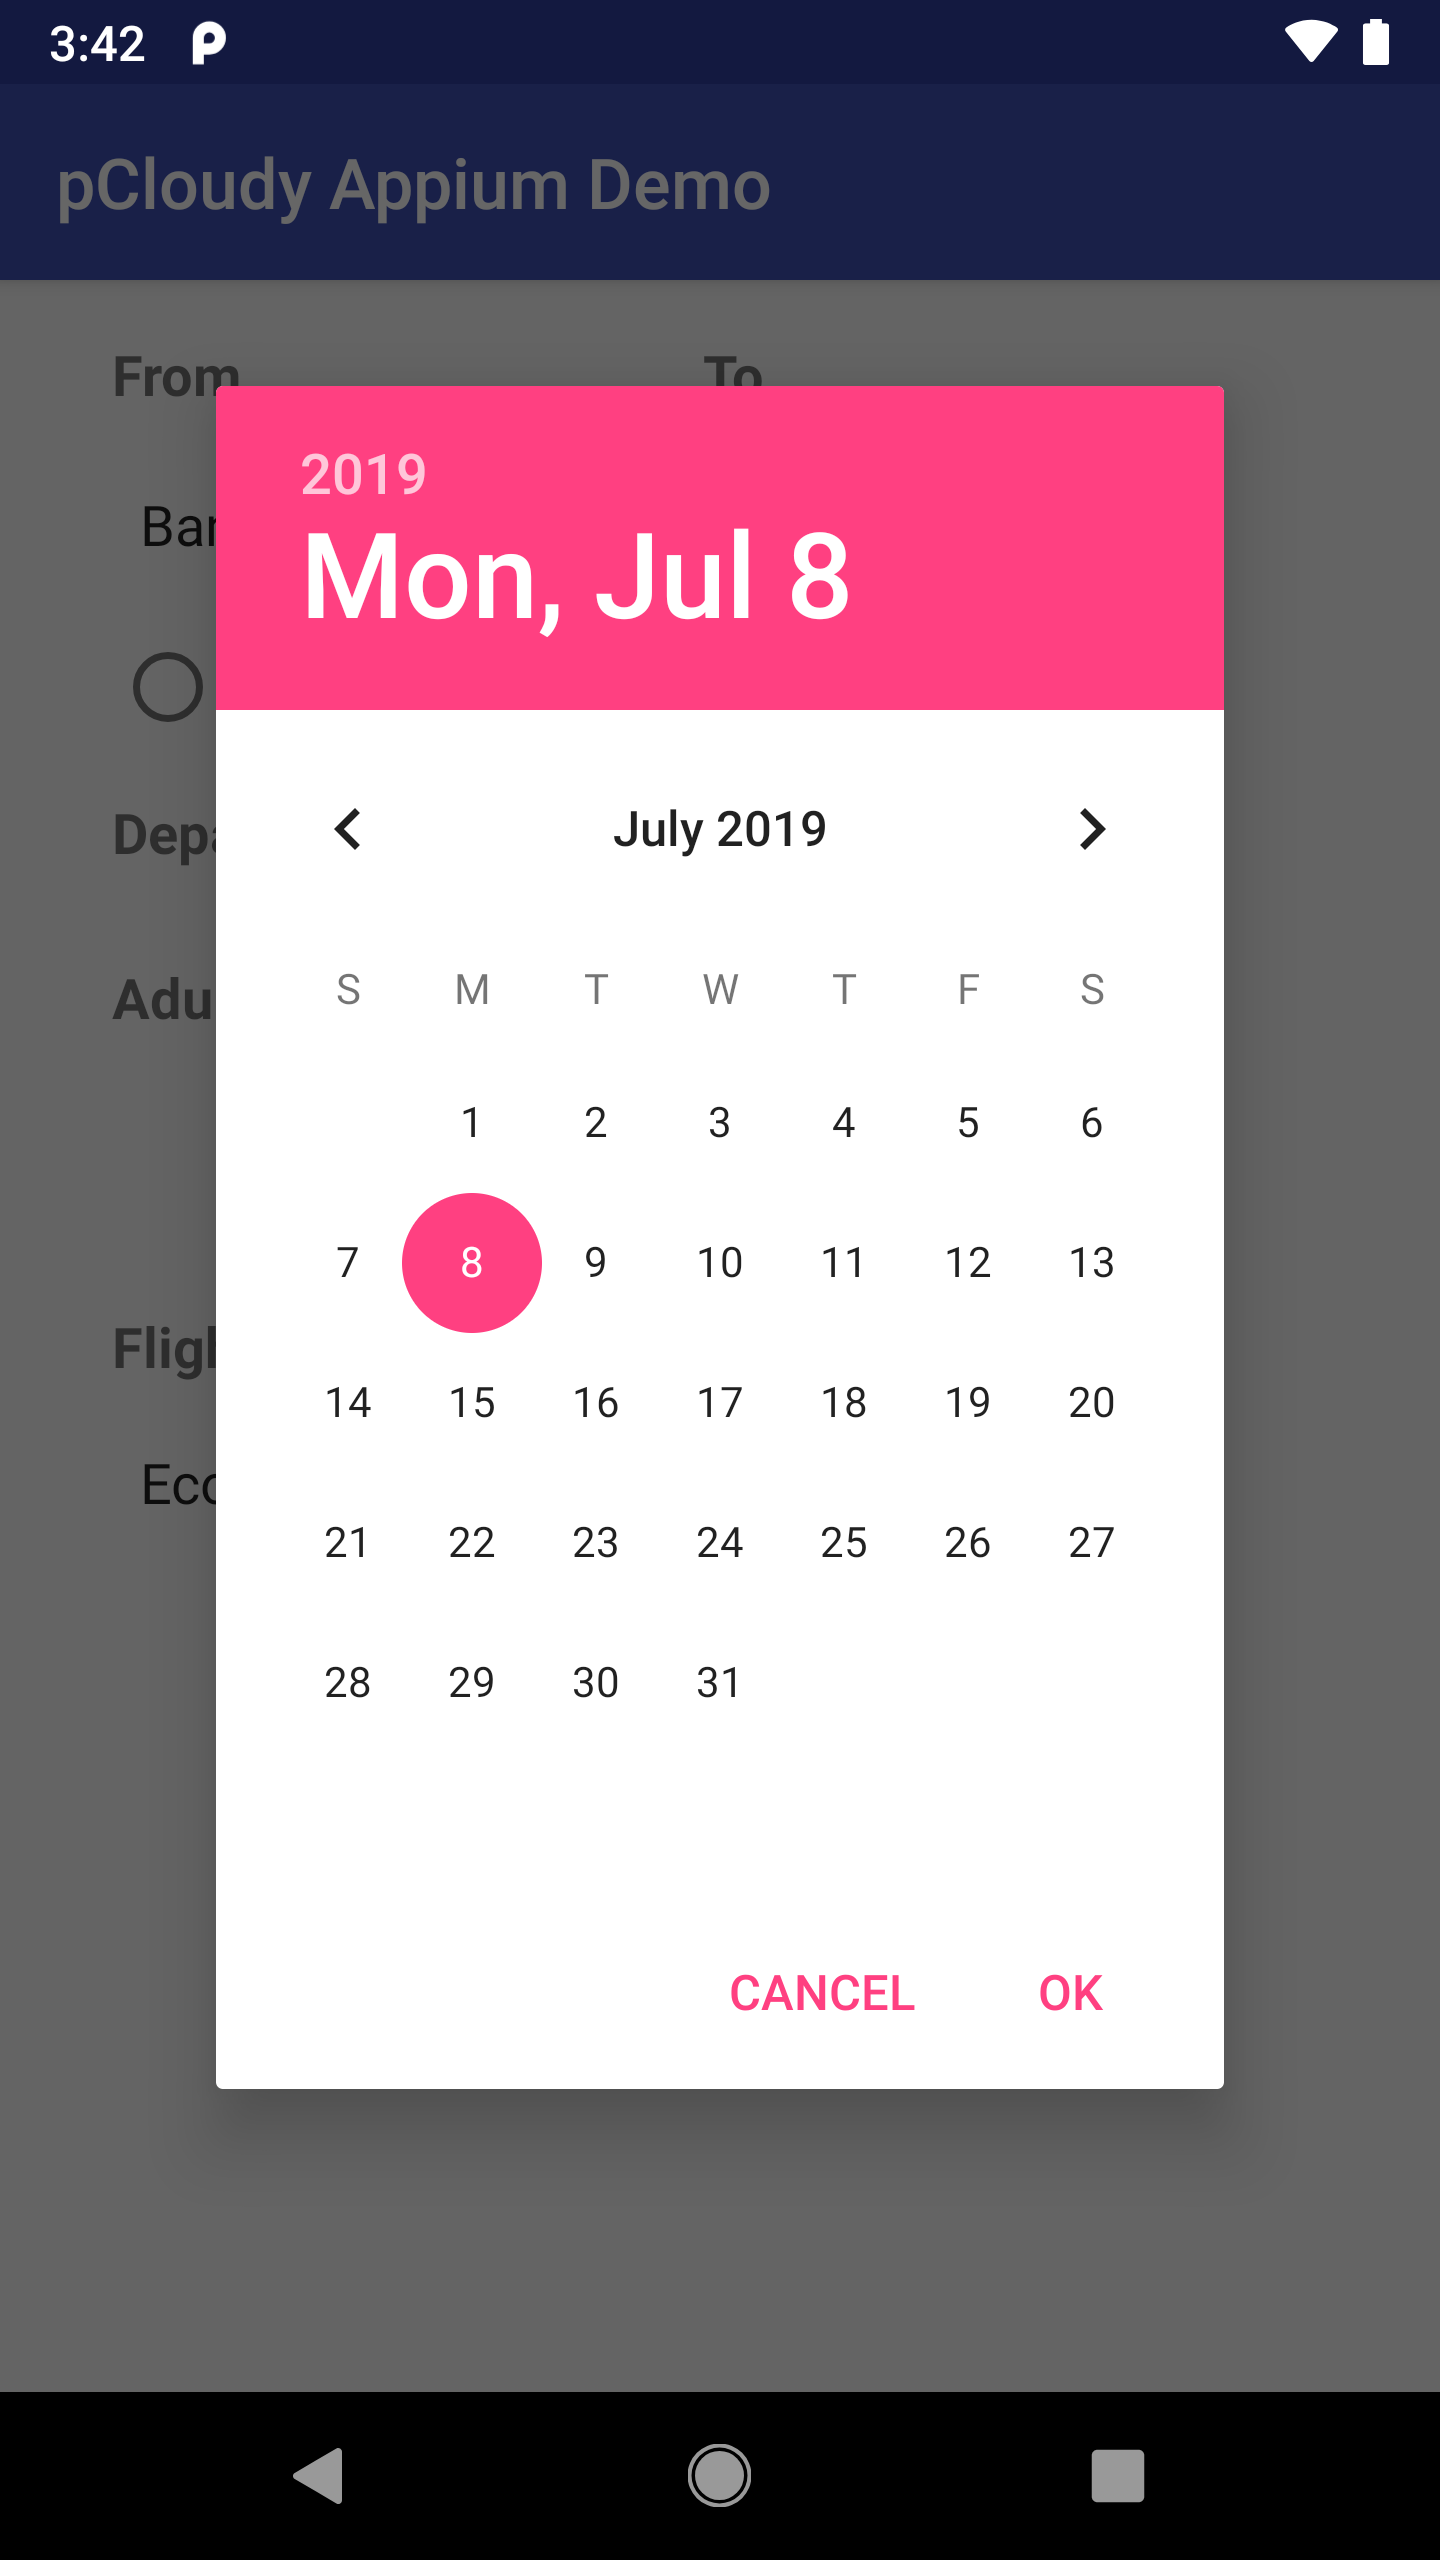 3:42
pCloudy Appium Demo
From To
2019
Mon, Jul 8
July 2019
S M T W T F S
1 2 3 4 5 6
7 8 9 10 11 12 13
14 15 16 17 18 19 20
21 22 23 24 25 26 27
28 29 30 31
CANCEL OK